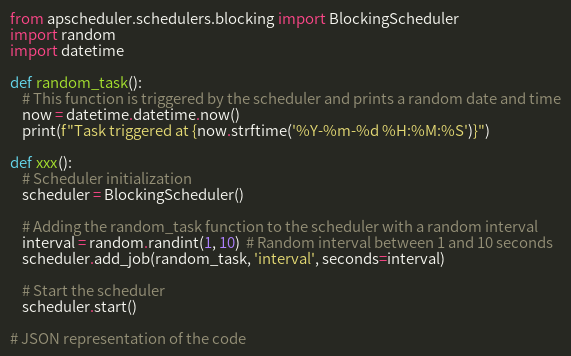 from apscheduler.schedulers.blocking import BlockingScheduler
import random
import datetime

def random_task():
    # This function is triggered by the scheduler and prints a random date and time
    now = datetime.datetime.now()
    print(f"Task triggered at {now.strftime('%Y-%m-%d %H:%M:%S')}")

def xxx():
    # Scheduler initialization
    scheduler = BlockingScheduler()

    # Adding the random_task function to the scheduler with a random interval
    interval = random.randint(1, 10)  # Random interval between 1 and 10 seconds
    scheduler.add_job(random_task, 'interval', seconds=interval)

    # Start the scheduler
    scheduler.start()

# JSON representation of the code